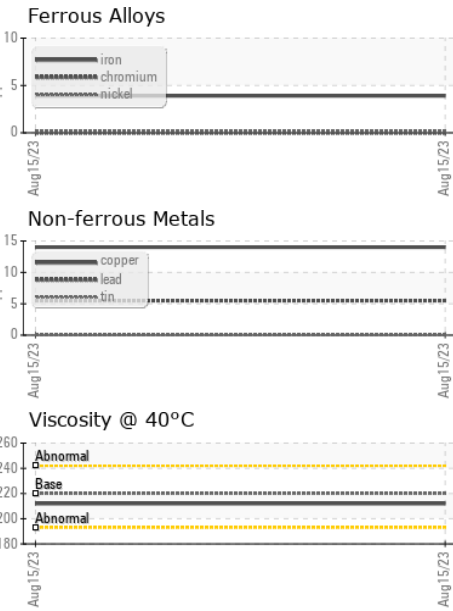 Ferrous Alloys
10
iron
chromium
5
nickel
0
Aug15/23 Aug15/23
Non-ferrous Metals
15
copper
10
lead
5
tin
0
Aug15/23 Aug15/23
Viscosity @ 40°C
260
Abnormal
240
Base
220
200
Abnormal
180
Aug15/23 Aug15/23